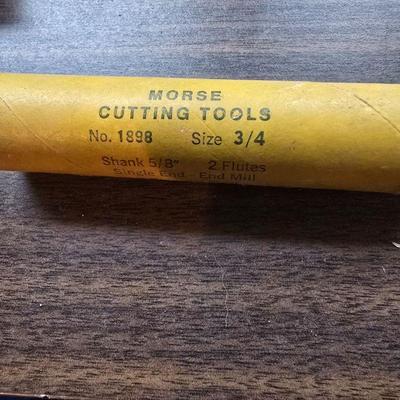 MORSE
CUTTING TOOLS
No. 1898 Size 3/4
Shank 5/8" 2 Flutes
Single End End Mill